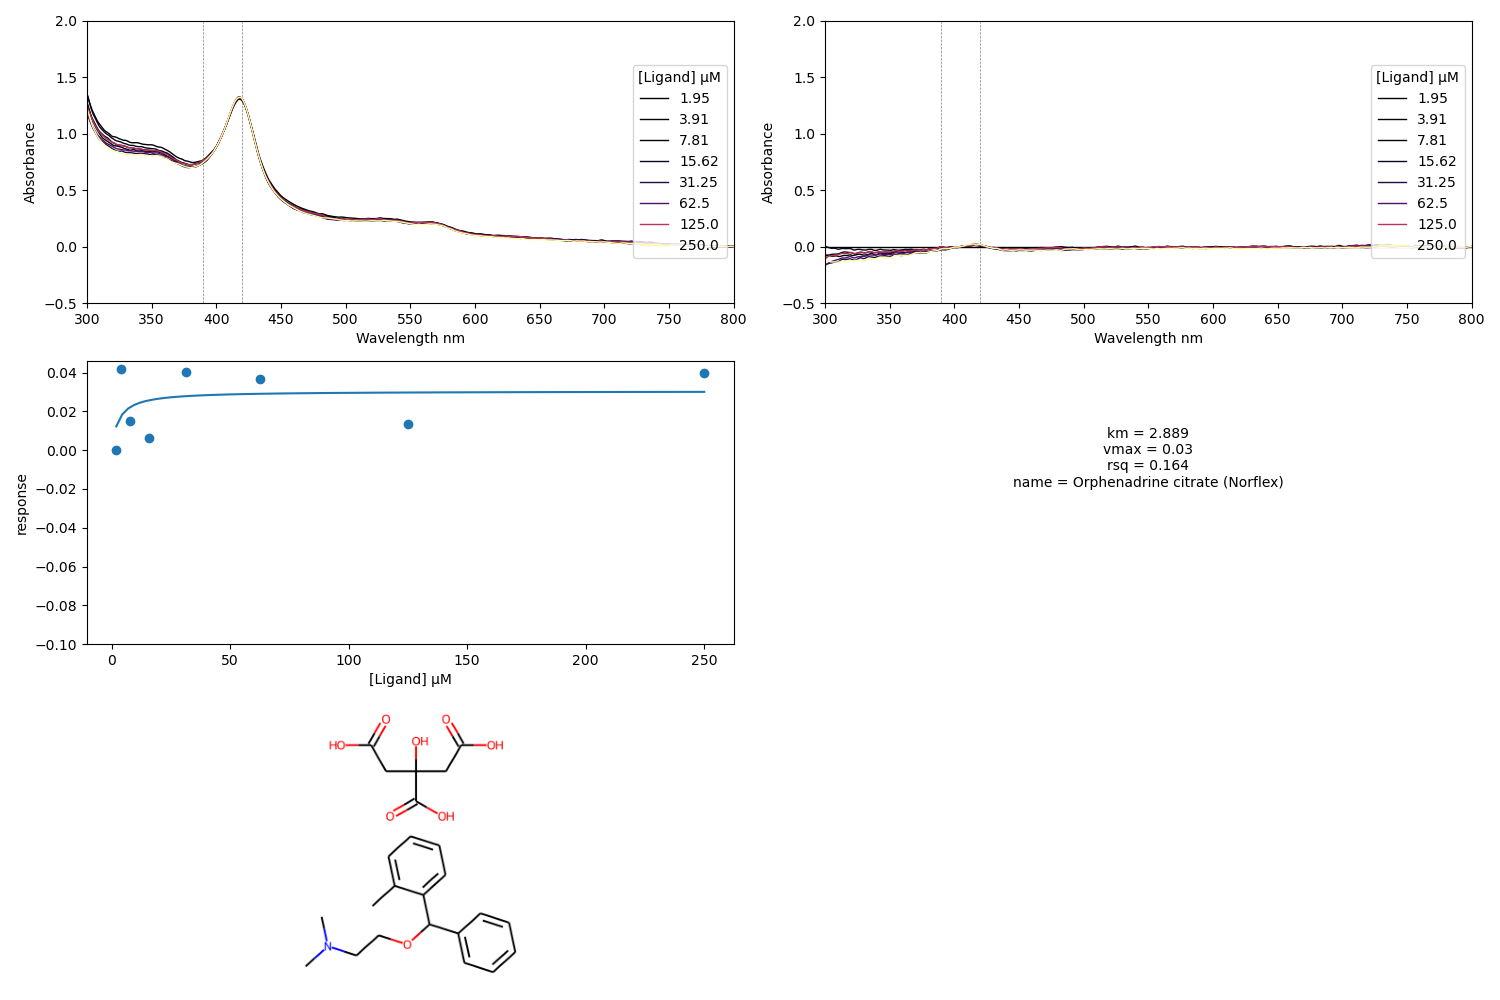 2.0
1.5
1.0
0.5
0.0
−0.5
Absorbance
300 350 400 450 500 550 600 650 700 750 800
Wavelength nm
[Ligand] μM
1.95
3.91
7.81
15.62
31.25
62.5
125.0
250.0
2.0
1.5
1.0
0.5
0.0
−0.5
Absorbance
300 350 400 450 500 550 600 650 700 750 800
Wavelength nm
[Ligand] μM
1.95
3.91
7.81
15.62
31.25
62.5
125.0
250.0
0.04
0.02
0.00
−0.02
−0.04
−0.06
−0.08
−0.10
response
0 50 100 150 200 250
[Ligand] μM
km = 2.889
vmax = 0.03
rsq = 0.164
name = Orphenadrine citrate (Norflex)
O O
HO OH OH
O OH
N O